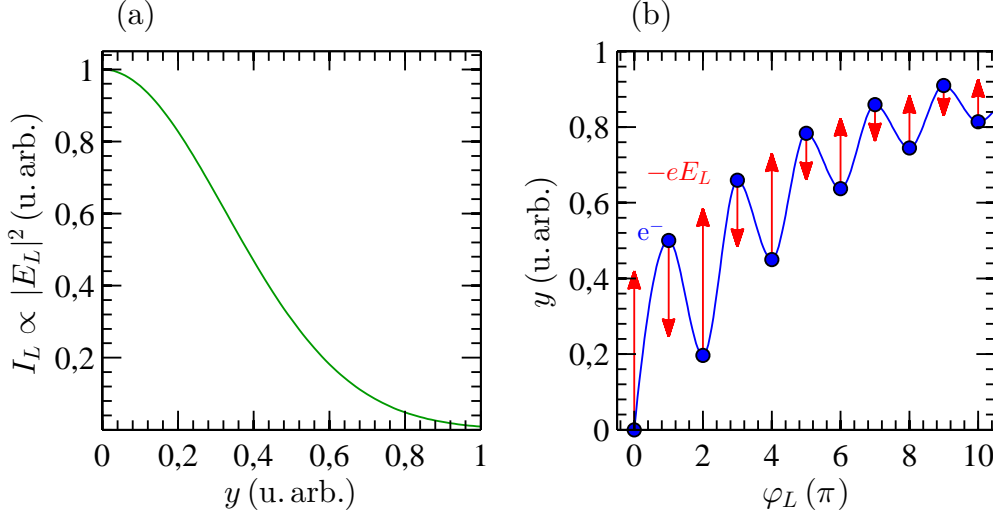 (a)
1
0,8
0,6
0,4
0,2
0 0,2 0,4 0,6 0,8 1
y (u. arb.)
I_L ∝ |E_L|² (u. arb.)
(b)
1
0,8
0,6
0,4
0,2
0
0 2 4 6 8 10
φ_L (π)
y (u. arb.)
−eE_L
e⁻